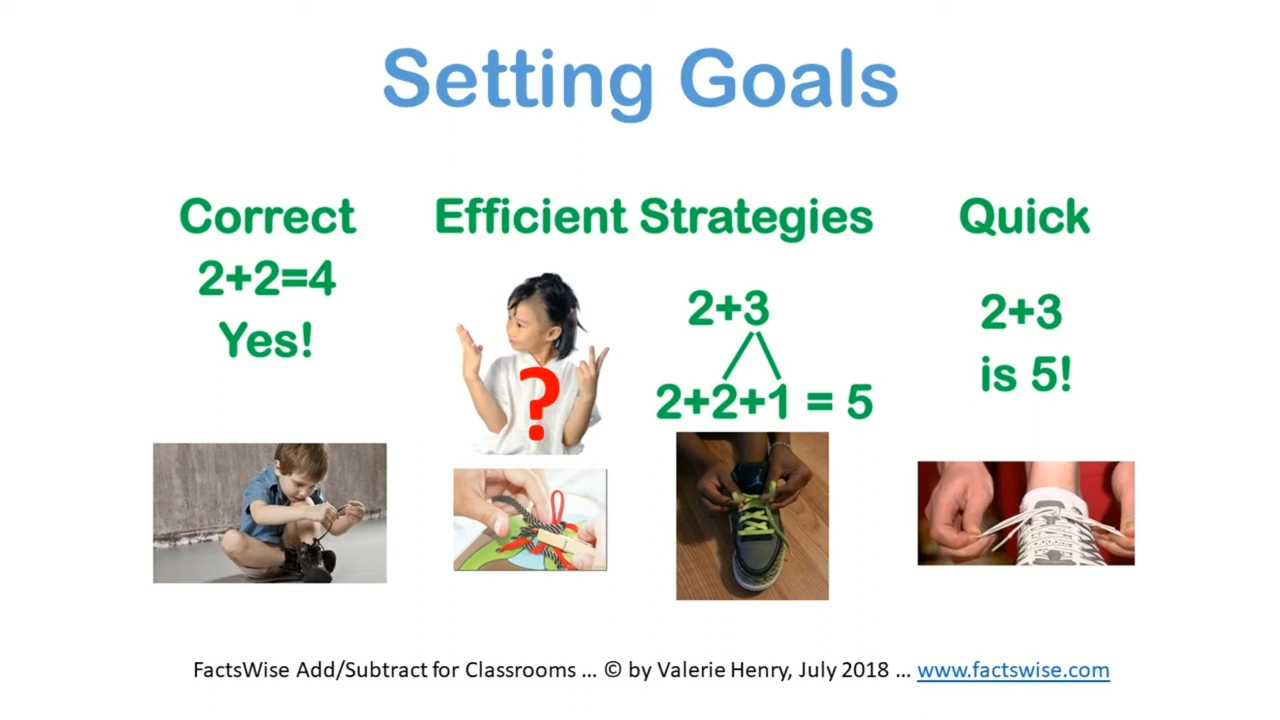 Setting Goals
Correct
2+2=4
Yes!
Efficient Strategies
?
2+3
2+2+1 = 5
Quick
2+3
is 5!
FactsWise Add/Subtract for Classrooms ... © by Valerie Henry, July 2018 ... www.factswise.com